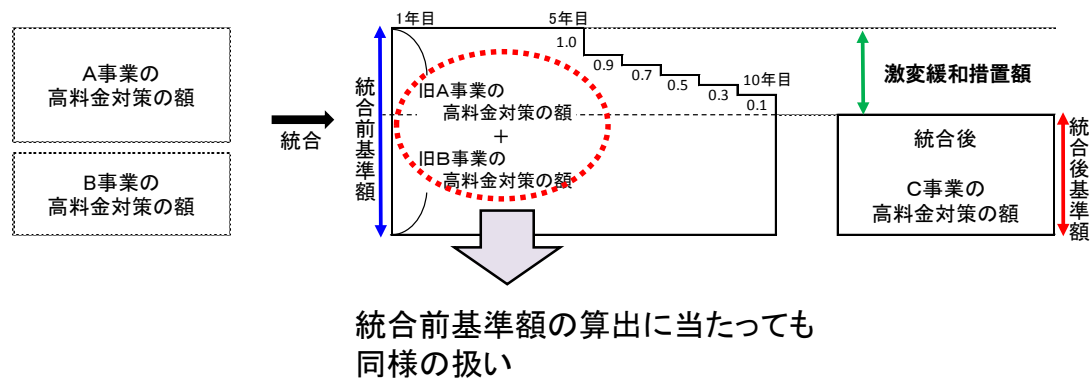 A事業の
高料金対策の額
B事業の
高料金対策の額
統合
統合前基準額
1年目
5年目
1.0
0.9
0.7
0.5
0.3
10年目
0.1
旧A事業の
高料金対策の額
+
旧B事業の
高料金対策の額
激変緩和措置額
統合後
C事業の
高料金対策の額
統合後基準額
統合前基準額の算出に当たっても
同様の扱い